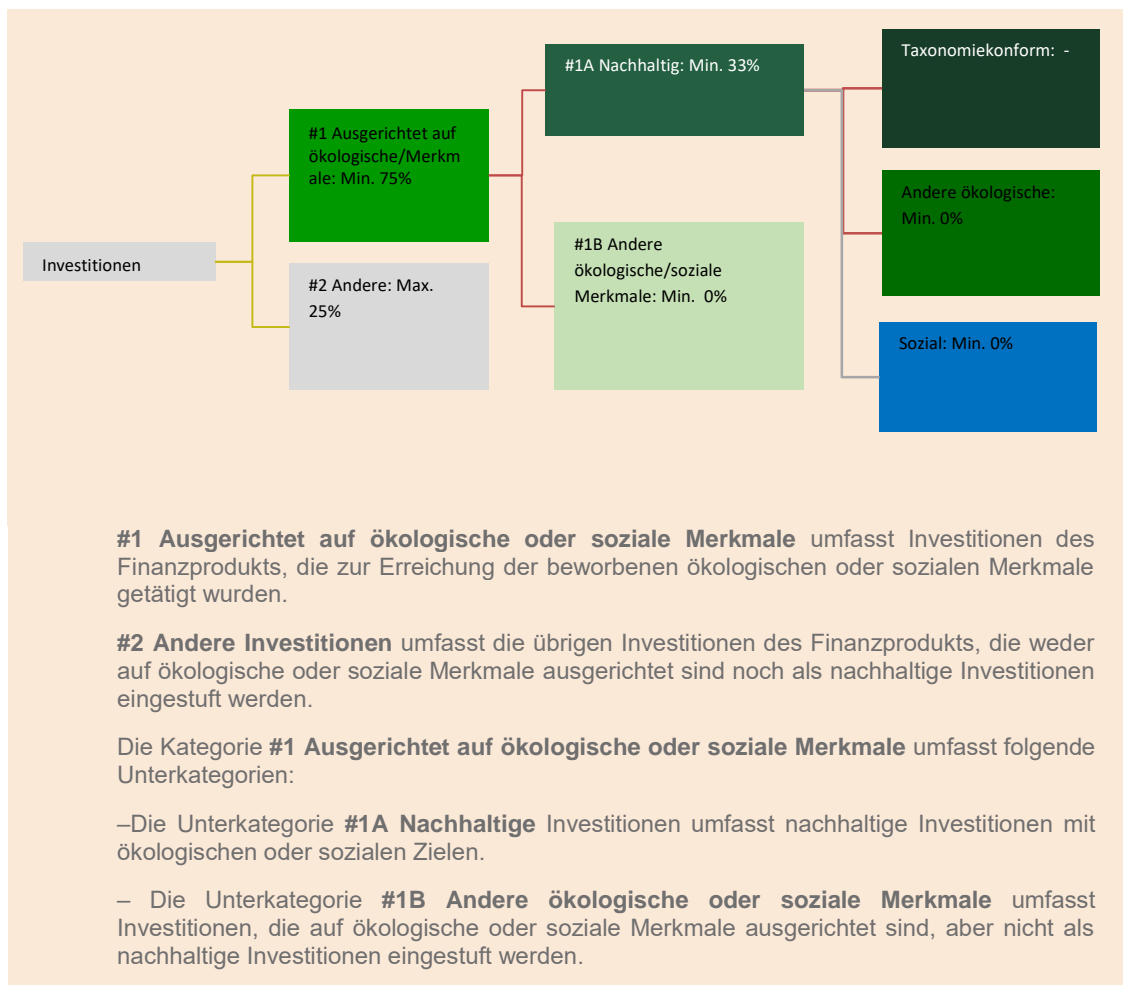 Investitionen
#1 Ausgerichtet auf
ökologische/Merkm
ale: Min. 75%
#2 Andere: Max.
25%
#1A Nachhaltig: Min. 33%
#1B Andere
ökologische/soziale
Merkmale: Min. 0%
Taxonomiekonform: -
Andere ökologische:
Min. 0%
Sozial: Min. 0%
#1 Ausgerichtet auf ökologische oder soziale Merkmale umfasst Investitionen des
Finanzprodukts, die zur Erreichung der beworbenen ökologischen oder sozialen Merkmale
getätigt wurden.
#2 Andere Investitionen umfasst die übrigen Investitionen des Finanzprodukts, die weder
auf ökologische oder soziale Merkmale ausgerichtet sind noch als nachhaltige Investitionen
eingestuft werden.
Die Kategorie #1 Ausgerichtet auf ökologische oder soziale Merkmale umfasst folgende
Unterkategorien:
–Die Unterkategorie #1A Nachhaltige Investitionen umfasst nachhaltige Investitionen mit
ökologischen oder sozialen Zielen.
– Die Unterkategorie #1B Andere ökologische oder soziale Merkmale umfasst
Investitionen, die auf ökologische oder soziale Merkmale ausgerichtet sind, aber nicht als
nachhaltige Investitionen eingestuft werden.